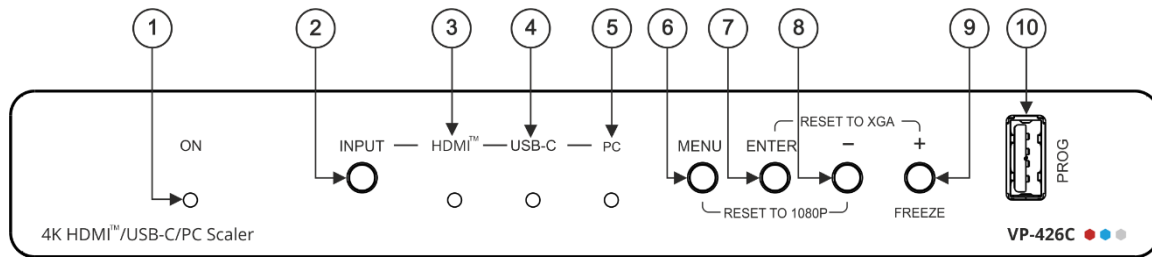 1 2 3 4 5 6 7 8 9 10
RESET TO XGA
ON INPUT HDMI™ USB-C PC MENU ENTER − +
PROG
RESET TO 1080P FREEZE
4K HDMI™/USB-C/PC Scaler VP-426C